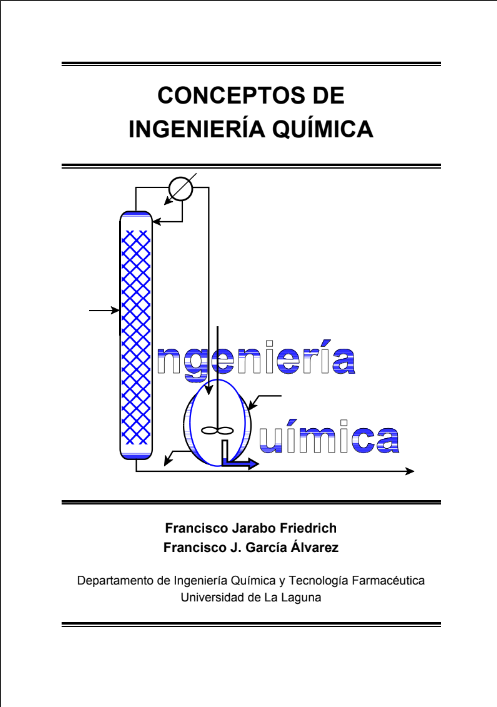 CONCEPTOS DE
INGENIERÍA QUÍMICA
ngeniería
uímica
Francisco Jarabo Friedrich
Francisco J. García Álvarez
Departamento de Ingeniería Química y Tecnología Farmacéutica
Universidad de La Laguna